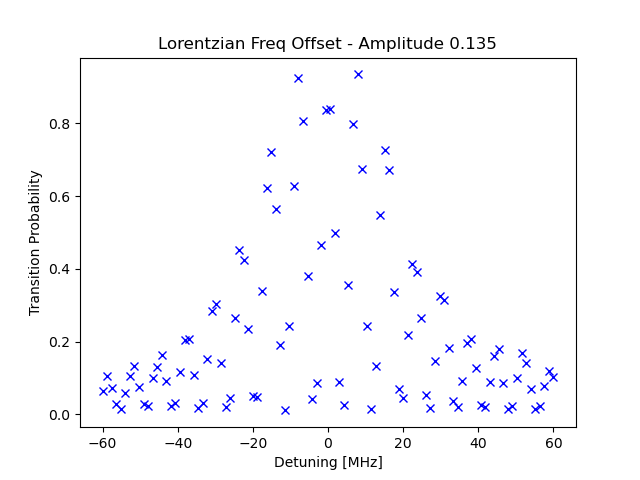 Lorentzian Freq Offset - Amplitude 0.135
Transition Probability
0.8
0.6
0.4
0.2
0.0
−60 −40 −20 0 20 40 60
Detuning [MHz]